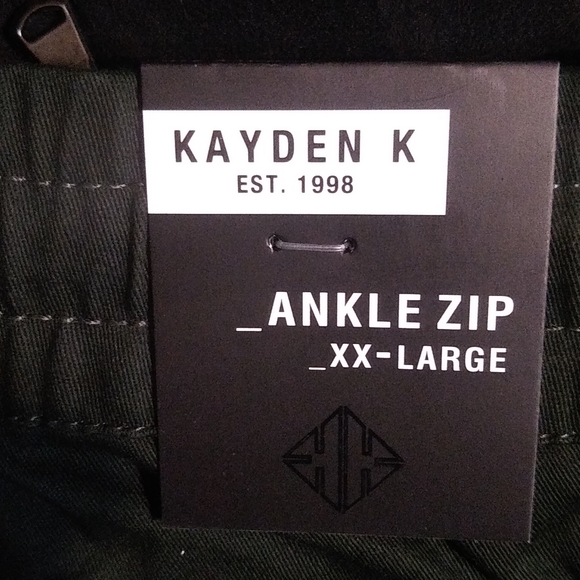 KAYDEN K
EST. 1998
_ANKLE ZIP
_XX-LARGE